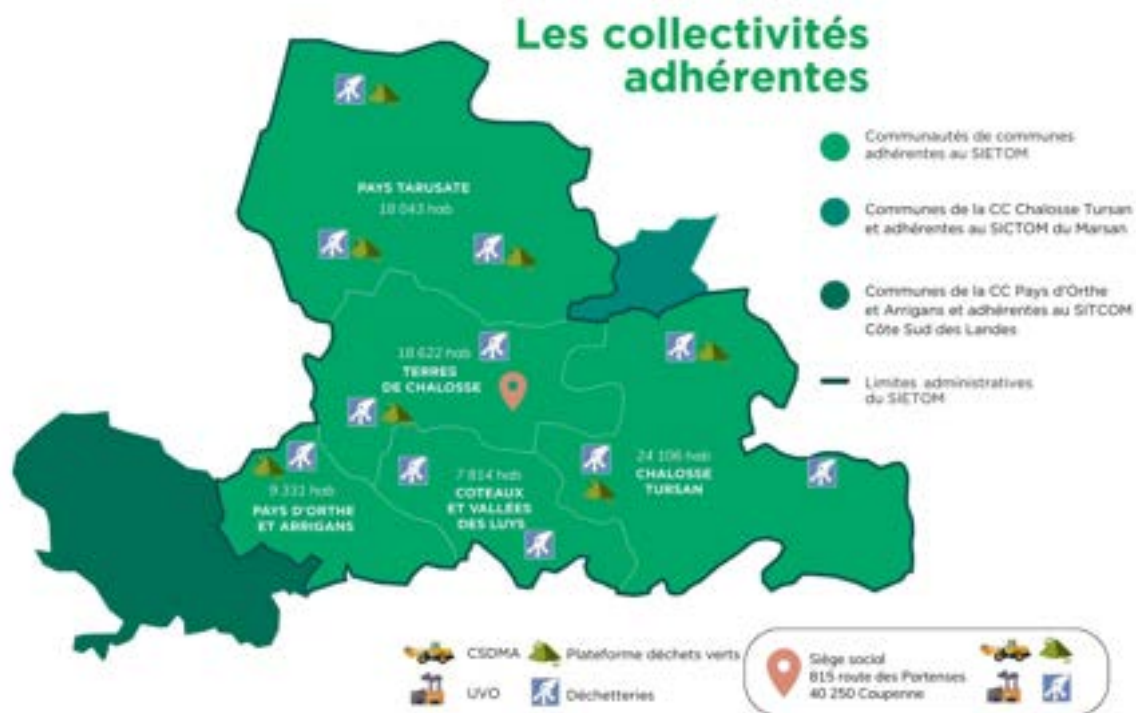 Les collectivités
adhérentes
Communautés de communes
adhérentes au SIETOM
Communes de la CC Chalosse Tursan
et adhérentes au SICTOM du Marsan
Communes de la CC Pays d'Orthe
et Arrigans et adhérentes au SITCOM
Côte Sud des Landes
Limites administratives
du SIETOM
PAYS TARUSATE
18 043 hab
18 622 hab
TERRES
DE CHALOSSE
9 331 hab
PAYS D'ORTHE
ET ARRIGANS
7 814 hab
COTEAUX
ET VALLÉES
DES LUYS
24 106 hab
CHALOSSE
TURSAN
CSDMA
Plateforme déchets verts
UVO
Déchetteries
Siège social
815 route des Partenses
40 250 Caupenne